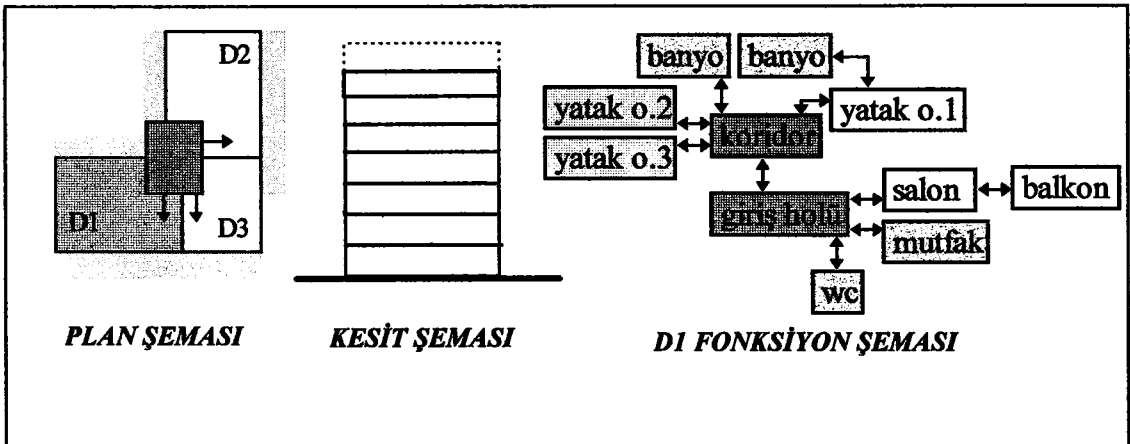 D2
D1
D3
PLAN ŞEMASI
KESİT ŞEMASI
banyo
banyo
yatak o.2
yatak o.1
koridor
yatak o.3
salon
balkon
giriş holü
mutfak
wc
D1 FONKSİYON ŞEMASI